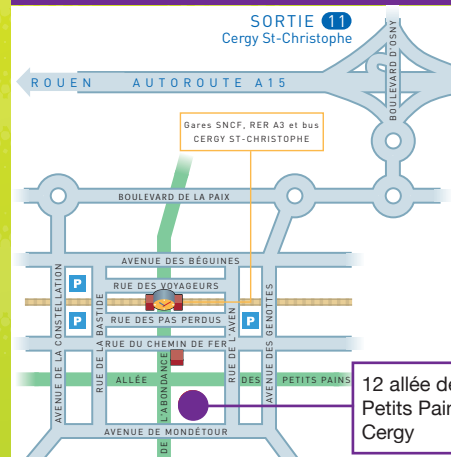 SORTIE 11
Cergy St-Christophe
BOULEVARD D'OSNY
ROUEN AUTOROUTE A15
Gares SNCF, RER A3 et bus
CERGY ST-CHRISTOPHE
BOULEVARD DE LA PAIX
AVENUE DES BÉGUINES
RUE DES VOYAGEURS
AVENUE DE LA CONSTELLATION
P
RUE DE LA BASTIDE
P
RUE DES PAS PERDUS
RUE DE L'AVEN
P
AVENUE DES GENOTTES
RUE DU CHEMIN DE FER
DE L'ABONDANCE
ALLÉE DES PETITS PAINS
12 allée de
Petits Pain
Cergy
AVENUE DE MONDÉTOUR